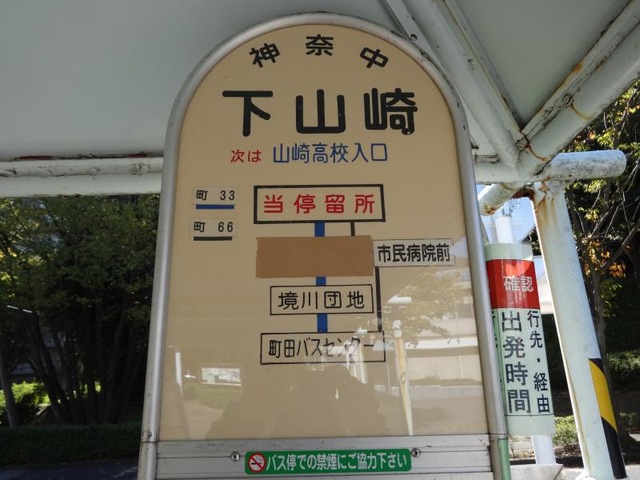 神奈中
下山崎
次は 山崎高校入口
町 33
町 66
当停留所
市民病院前
境川団地
町田バスセンター
バス停での禁煙にご協力下さい
確認
行先・経由
出発時間